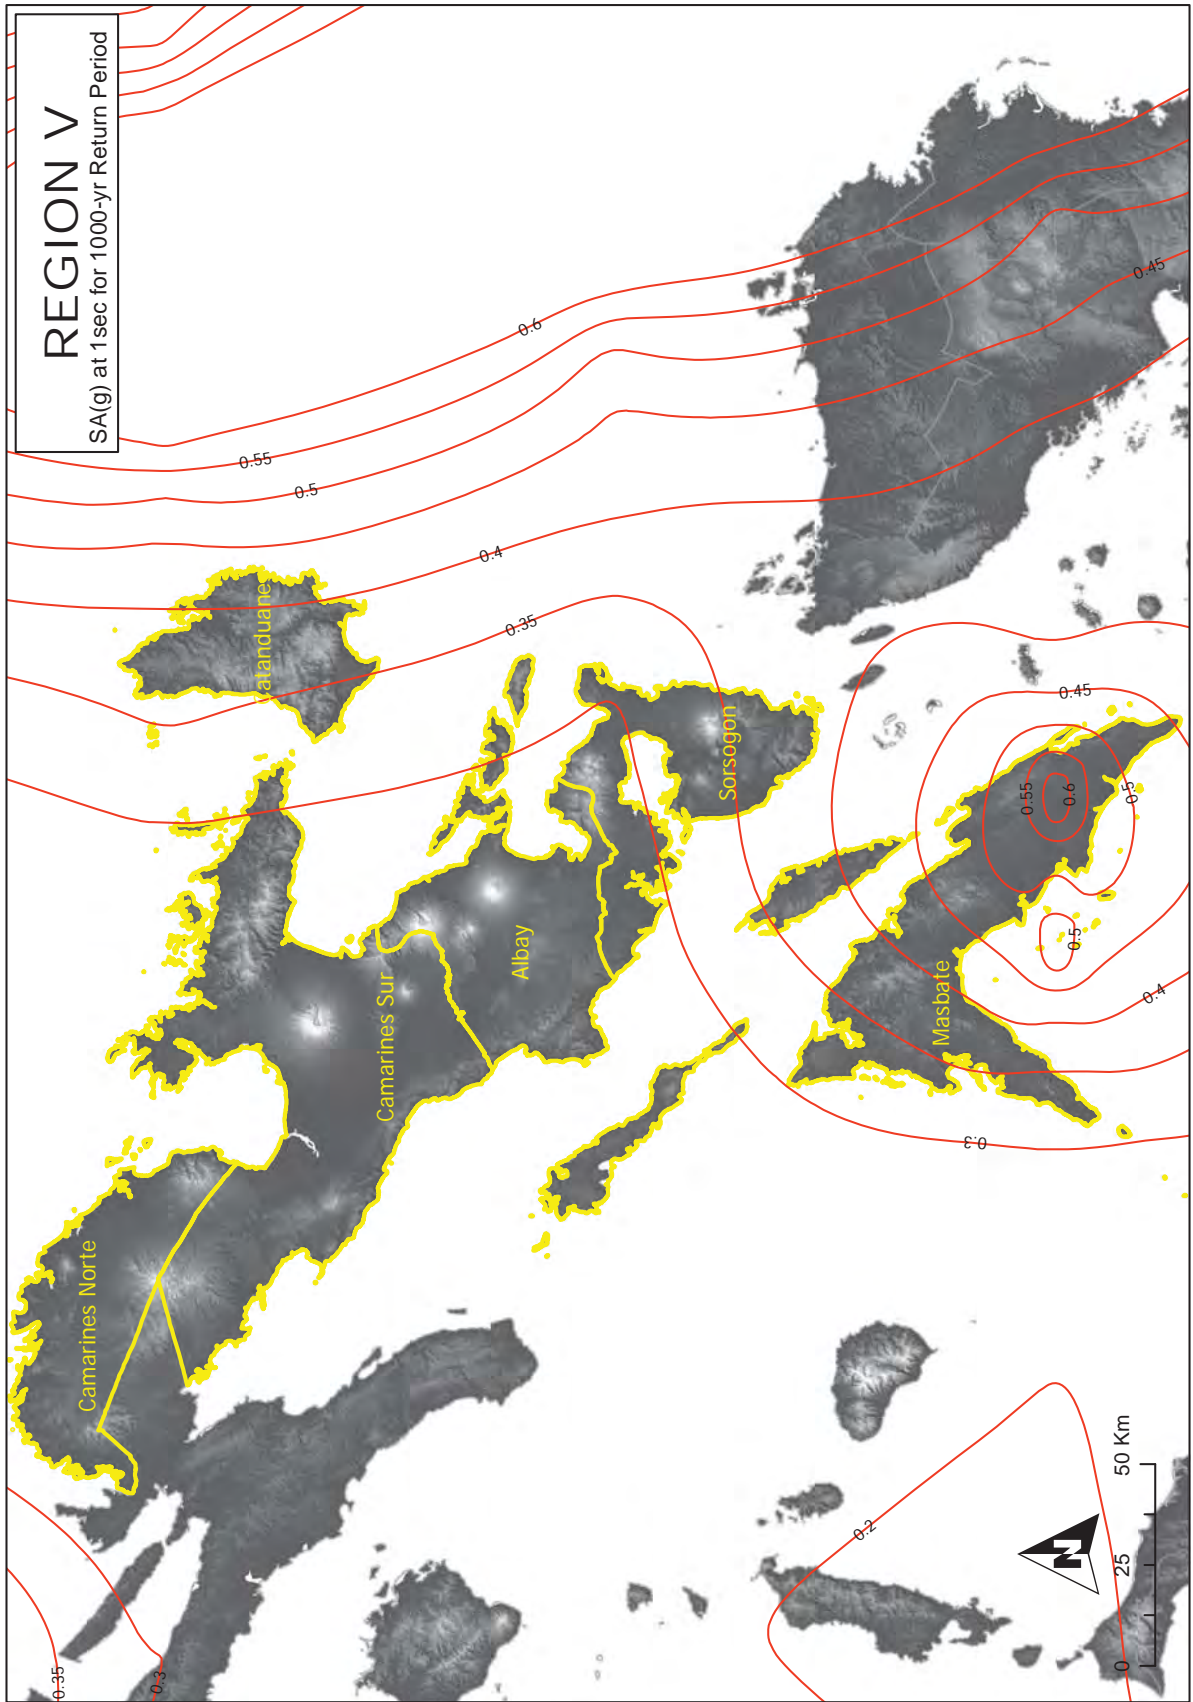 REGION V
SA(g) at 1sec for 1000-yr Return Period
0.6
0.55
0.5
0.45
0.4
0.35
Catanduane
Sorsogon
0.45
0.55
0.6
0.5
0.5
0.4
Albay
Camarines Sur
Masbate
0.3
Camarines Norte
0.2
0.35
0.3
N
0
25
50 Km